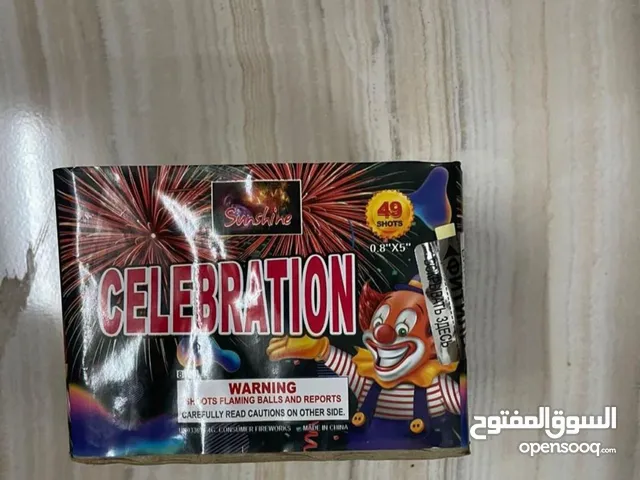 Sunshine
49
SHOTS
0.8"X5"
CELEBRATION
WARNING
SHOOTS FLAMING BALLS AND REPORTS
CAREFULLY READ CAUTIONS ON OTHER SIDE.
CONSUMER FIREWORKS MADE IN CHINA
ЗДЕСЬ
السوق المفتوح
opensooq.com